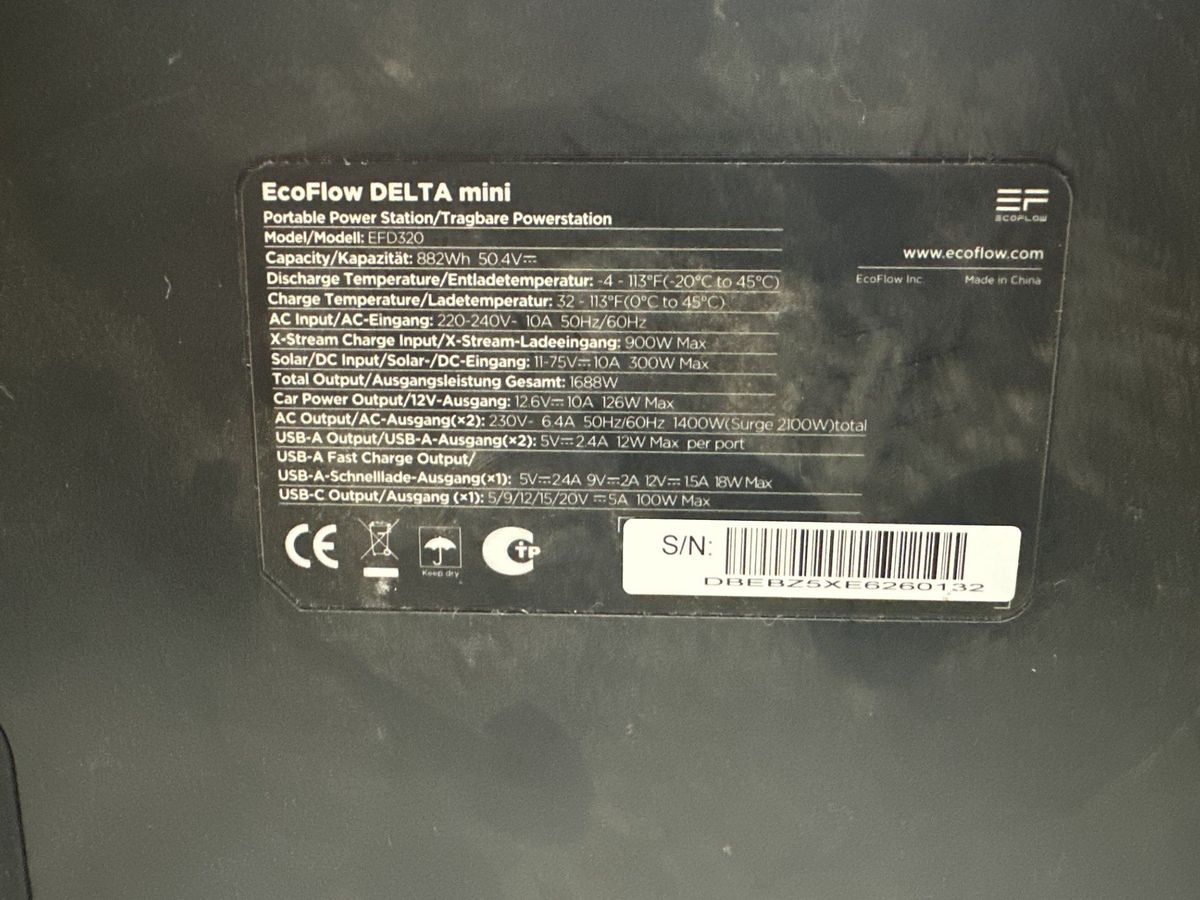 EcoFlow DELTA mini
Portable Power Station/Tragbare Powerstation
Model/Modell: EFD320
Capacity/Kapazität: 882Wh 50.4V⎓
Discharge Temperature/Entladetemperatur: -4 - 113°F(-20°C to 45°C)
Charge Temperature/Ladetemperatur: 32 - 113°F(0°C to 45°C)
AC Input/AC-Eingang: 220-240V~ 10A 50Hz/60Hz
X-Stream Charge Input/X-Stream-Ladeeingang: 900W Max
Solar/DC Input/Solar-/DC-Eingang: 11-75V⎓10A 300W Max
Total Output/Ausgangsleistung Gesamt: 1688W
Car Power Output/12V-Ausgang: 12.6V⎓10A 126W Max
AC Output/AC-Ausgang(×2): 230V~ 6.4A 50Hz/60Hz 1400W(Surge 2100W)total
USB-A Output/USB-A-Ausgang(×2): 5V⎓2.4A 12W Max per port
USB-A Fast Charge Output/
USB-A-Schnelllade-Ausgang(×1): 5V⎓2.4A 9V⎓2A 12V⎓1.5A 18W Max
USB-C Output/Ausgang (×1): 5/9/12/15/20V⎓5A 100W Max
EF
ECOFLOW
www.ecoflow.com
EcoFlow Inc. Made in China
CE
Keep dry
S/N:
DBEBZ5XE6260132